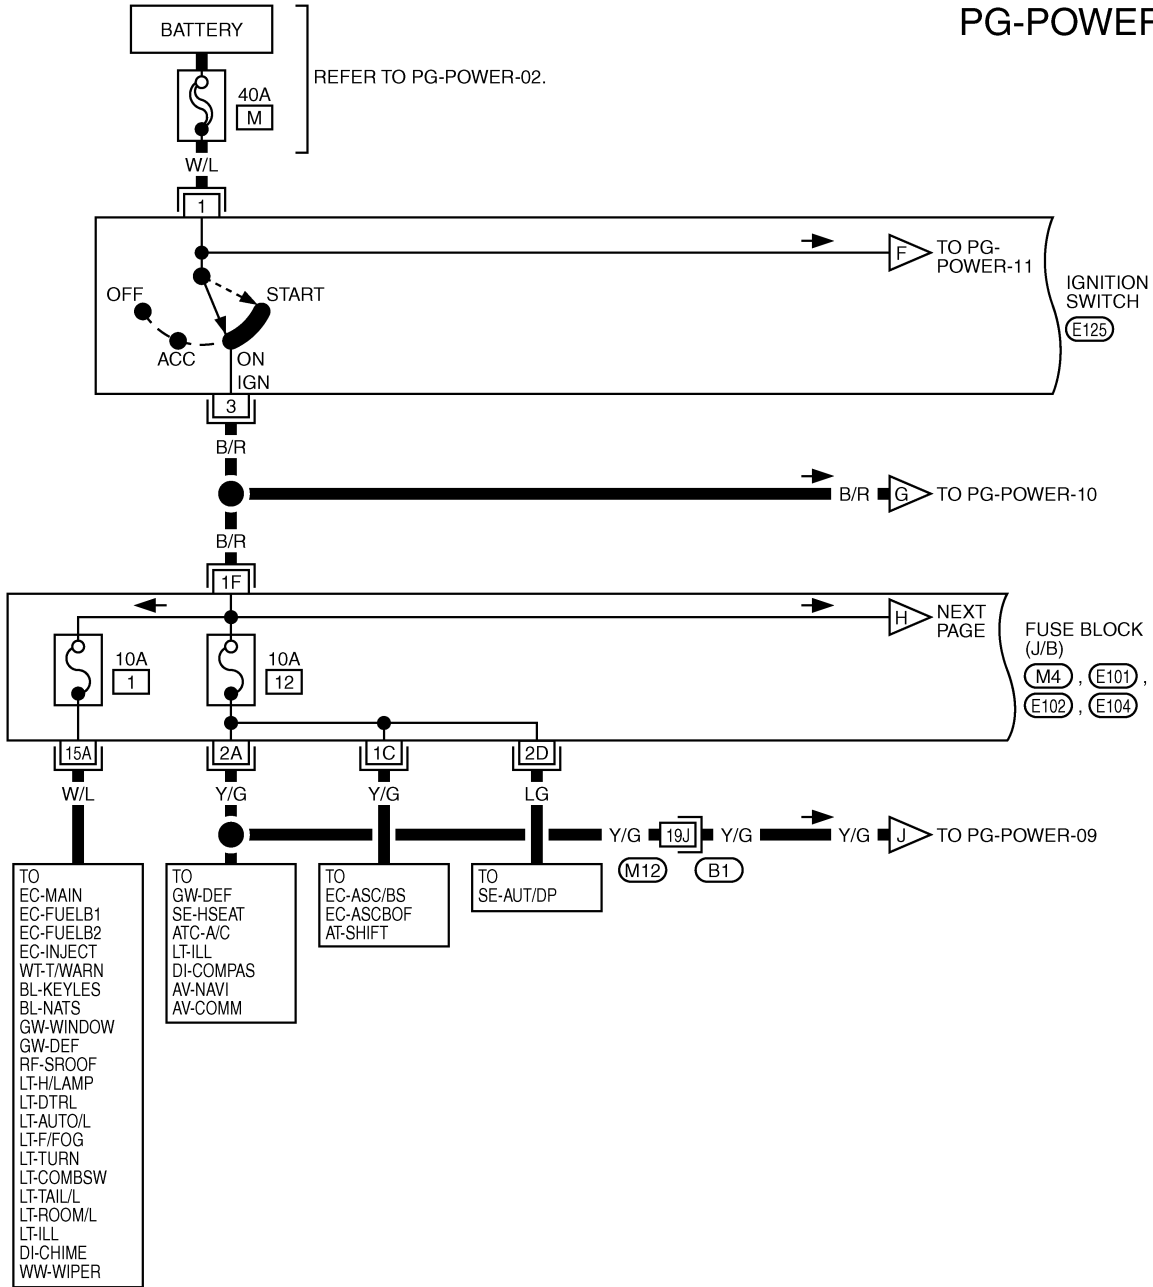 PG-POWER
BATTERY
REFER TO PG-POWER-02.
40A
M
W/L
1
F
TO PG-
POWER-11
IGNITION
SWITCH
E125
OFF
START
ACC
ON
IGN
3
B/R
B/R
G
TO PG-POWER-10
B/R
1F
H
NEXT
PAGE
FUSE BLOCK
(J/B)
M4 , E101 ,
E102 , E104
10A
1
10A
12
15A
2A
1C
2D
W/L
Y/G
Y/G
LG
Y/G
19J
Y/G
Y/G
J
TO PG-POWER-09
M12
B1
TO
EC-MAIN
EC-FUELB1
EC-FUELB2
EC-INJECT
WT-T/WARN
BL-KEYLES
BL-NATS
GW-WINDOW
GW-DEF
RF-SROOF
LT-H/LAMP
LT-DTRL
LT-AUTO/L
LT-F/FOG
LT-TURN
LT-COMBSW
LT-TAIL/L
LT-ROOM/L
LT-ILL
DI-CHIME
WW-WIPER
TO
GW-DEF
SE-HSEAT
ATC-A/C
LT-ILL
DI-COMPAS
AV-NAVI
AV-COMM
TO
EC-ASC/BS
EC-ASCBOF
AT-SHIFT
TO
SE-AUT/DP